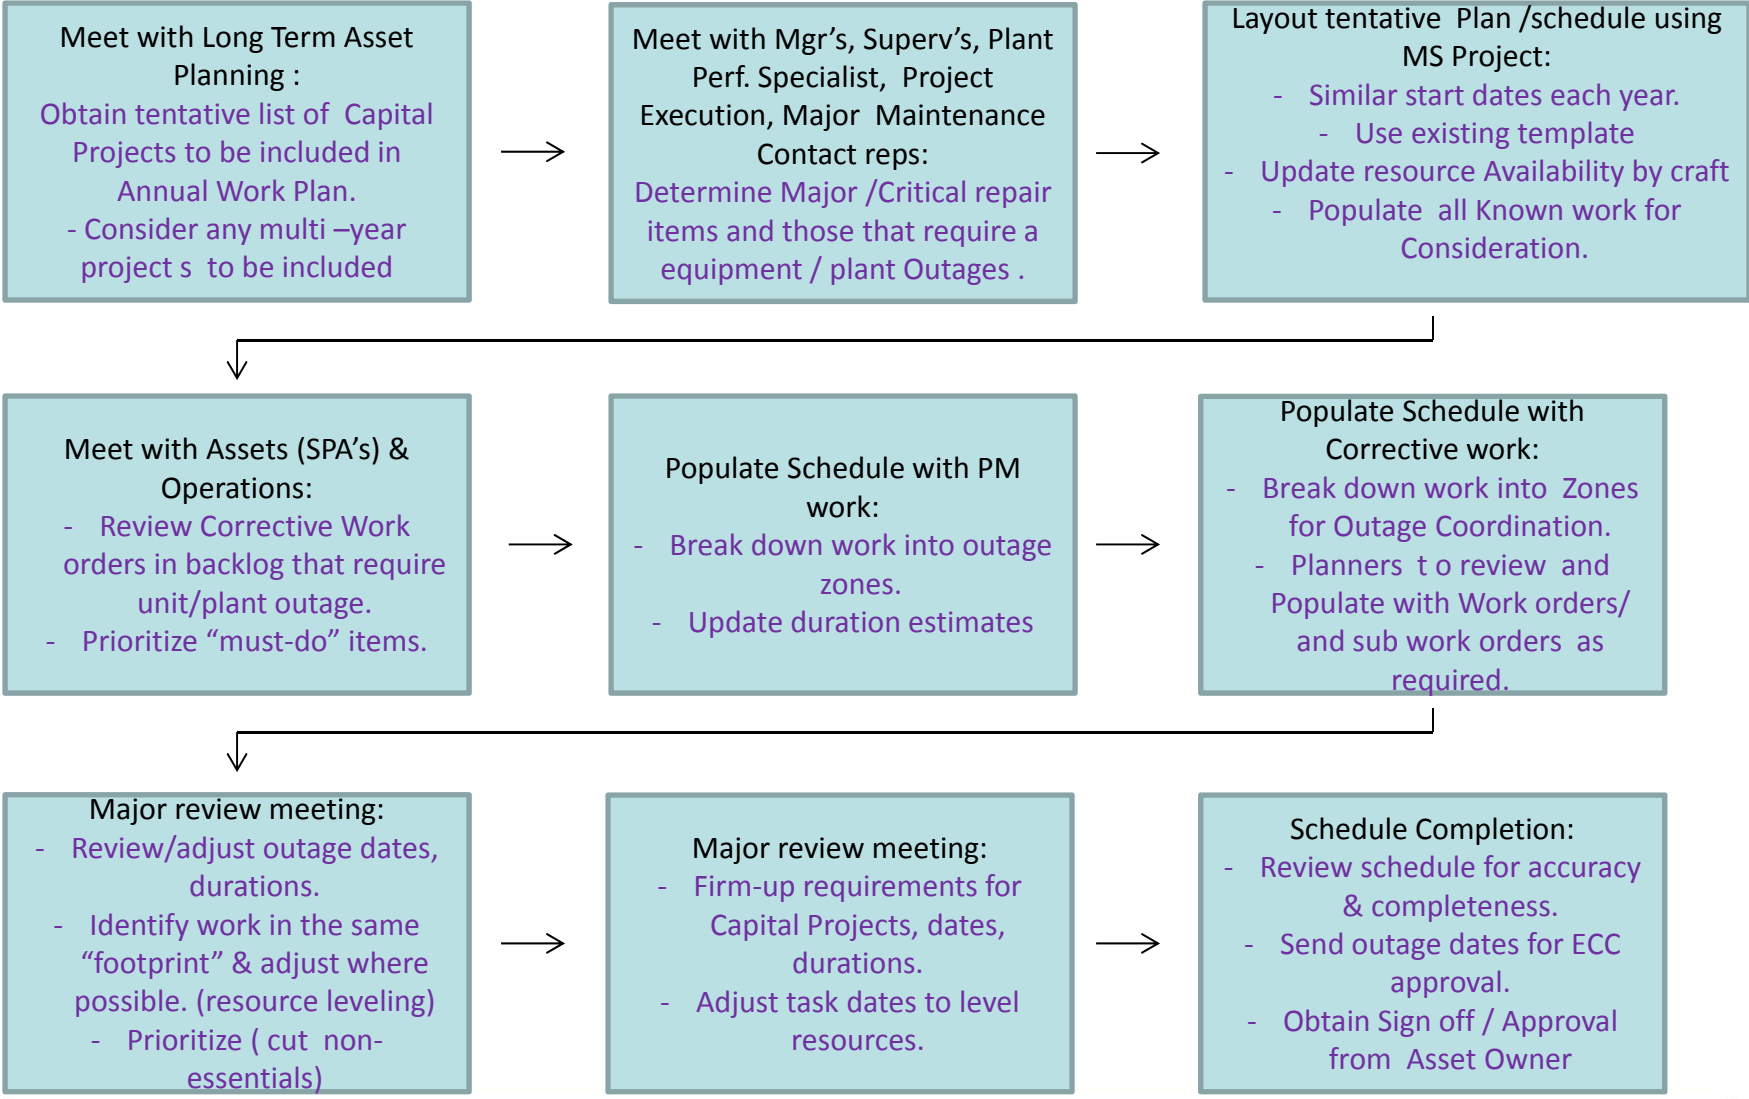 Meet with Long Term Asset
Planning :
Obtain tentative list of Capital
Projects to be included in
Annual Work Plan.
- Consider any multi –year
project s to be included
Meet with Mgr’s, Superv’s, Plant
Perf. Specialist, Project
Execution, Major Maintenance
Contact reps:
Determine Major /Critical repair
items and those that require a
equipment / plant Outages .
Layout tentative Plan /schedule using
MS Project:
- Similar start dates each year.
- Use existing template
- Update resource Availability by craft
- Populate all Known work for
Consideration.
Meet with Assets (SPA’s) &
Operations:
- Review Corrective Work
orders in backlog that require
unit/plant outage.
- Prioritize “must-do” items.
Populate Schedule with PM
work:
- Break down work into outage
zones.
- Update duration estimates
Populate Schedule with
Corrective work:
- Break down work into Zones
for Outage Coordination.
- Planners t o review and
Populate with Work orders/
and sub work orders as
required.
Major review meeting:
- Review/adjust outage dates,
durations.
- Identify work in the same
“footprint” & adjust where
possible. (resource leveling)
- Prioritize ( cut non-
essentials)
Major review meeting:
- Firm-up requirements for
Capital Projects, dates,
durations.
- Adjust task dates to level
resources.
Schedule Completion:
- Review schedule for accuracy
& completeness.
- Send outage dates for ECC
approval.
- Obtain Sign off / Approval
from Asset Owner